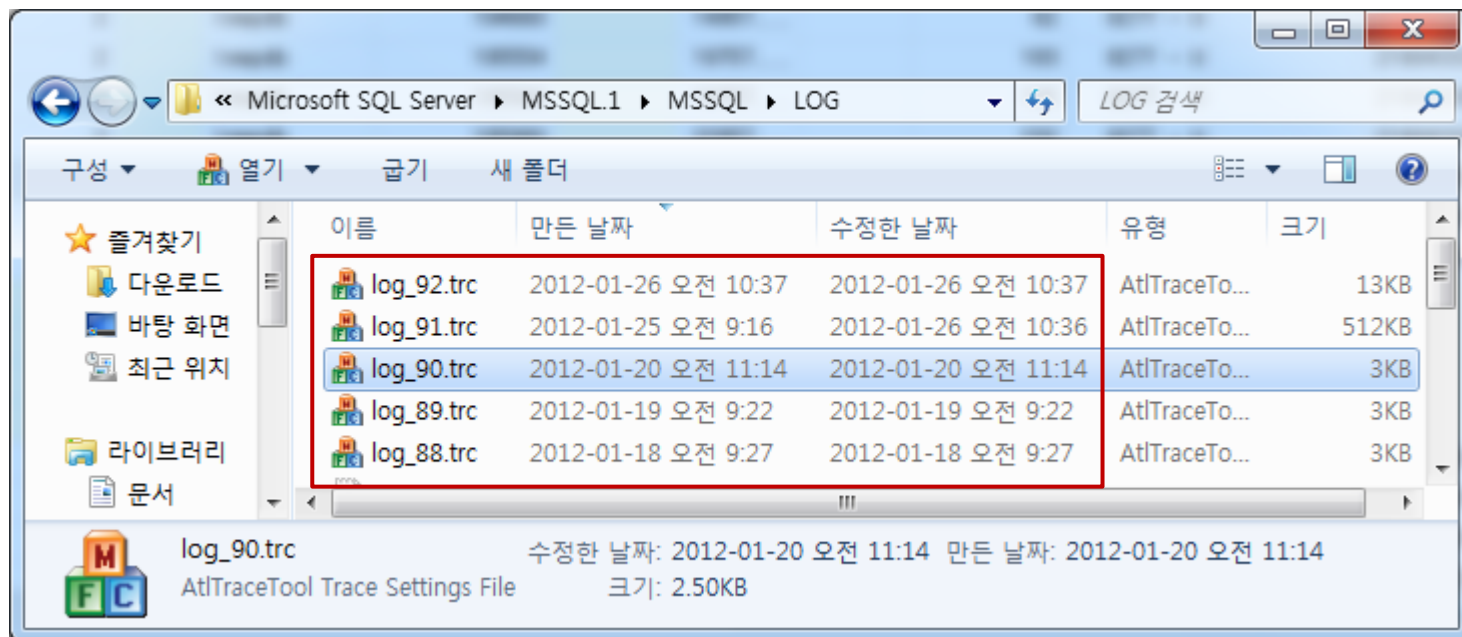 « Microsoft SQL Server ▸ MSSQL.1 ▸ MSSQL ▸ LOG LOG 검색
구성 열기 굽기 새 폴더
이름 만든 날짜 수정한 날짜 유형 크기
즐겨찾기
다운로드
바탕 화면
최근 위치
라이브러리
문서
log_92.trc 2012-01-26 오전 10:37 2012-01-26 오전 10:37 AtlTraceTo... 13KB
log_91.trc 2012-01-25 오전 9:16 2012-01-26 오전 10:36 AtlTraceTo... 512KB
log_90.trc 2012-01-20 오전 11:14 2012-01-20 오전 11:14 AtlTraceTo... 3KB
log_89.trc 2012-01-19 오전 9:22 2012-01-19 오전 9:22 AtlTraceTo... 3KB
log_88.trc 2012-01-18 오전 9:27 2012-01-18 오전 9:27 AtlTraceTo... 3KB
M
F C
log_90.trc 수정한 날짜: 2012-01-20 오전 11:14 만든 날짜: 2012-01-20 오전 11:14
AtlTraceTool Trace Settings File 크기: 2.50KB